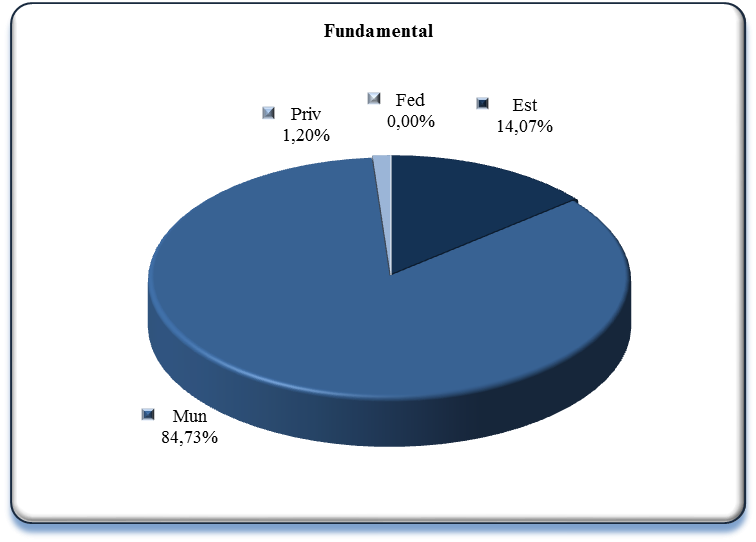 Fundamental
Priv
1,20%
Fed
0,00%
Est
14,07%
Mun
84,73%